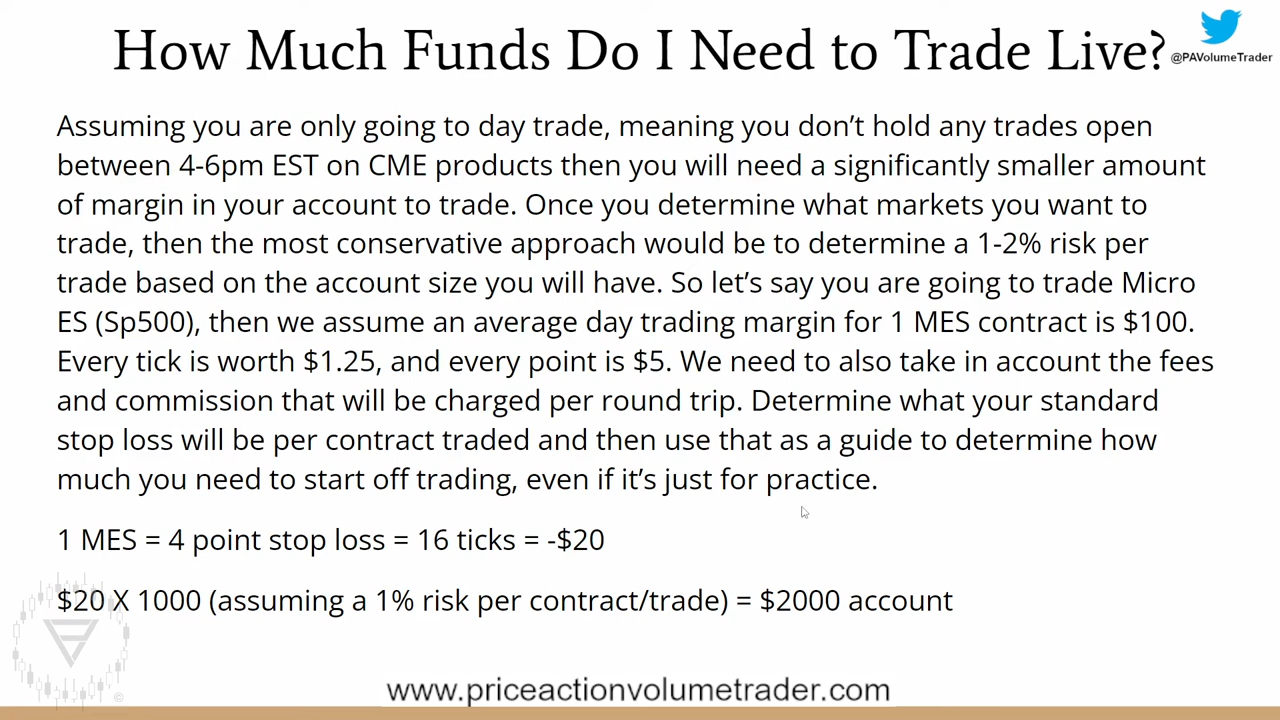 How Much Funds Do I Need to Trade Live?
@PAVolumeTrader
Assuming you are only going to day trade, meaning you don't hold any trades open
between 4-6pm EST on CME products then you will need a significantly smaller amount
of margin in your account to trade. Once you determine what markets you want to
trade, then the most conservative approach would be to determine a 1-2% risk per
trade based on the account size you will have. So let's say you are going to trade Micro
ES (Sp500), then we assume an average day trading margin for 1 MES contract is $100.
Every tick is worth $1.25, and every point is $5. We need to also take in account the fees
and commission that will be charged per round trip. Determine what your standard
stop loss will be per contract traded and then use that as a guide to determine how
much you need to start off trading, even if it's just for practice.
1 MES = 4 point stop loss = 16 ticks = -$20
$20 X 1000 (assuming a 1% risk per contract/trade) = $2000 account
©
www.priceactionvolumetrader.com